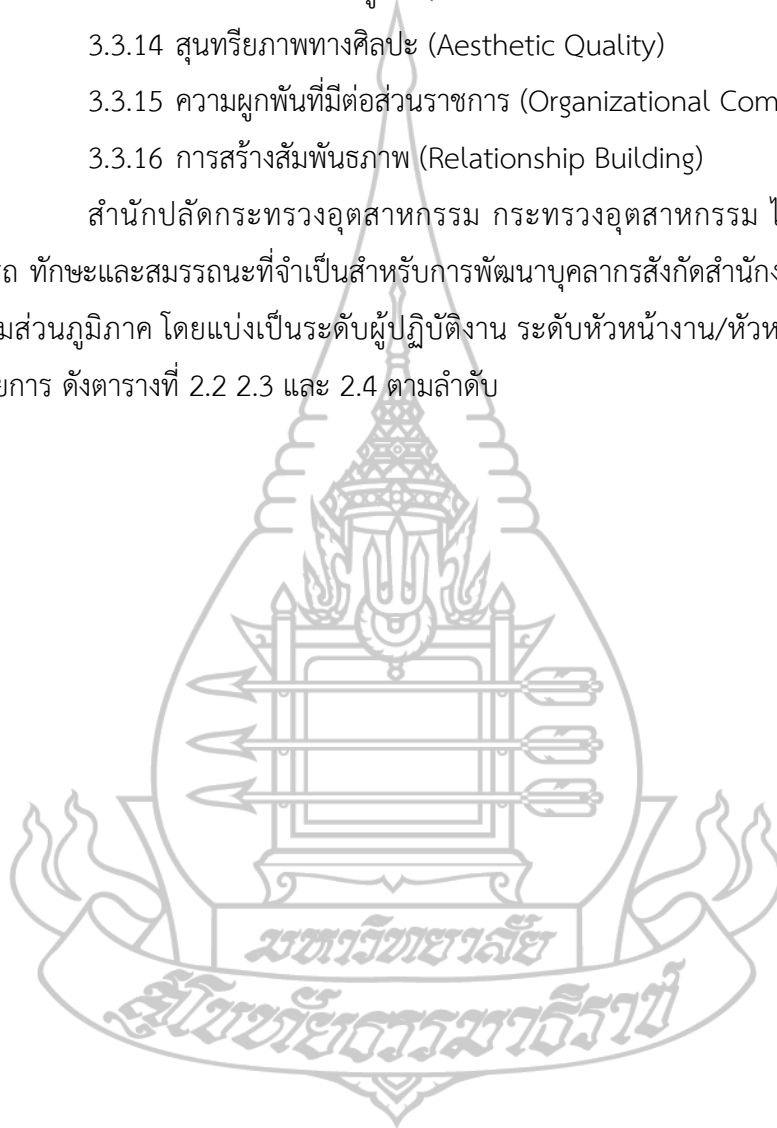 3.3.14 สุนทรียภาพทางศิลปะ (Aesthetic Quality)
3.3.15 ความผูกพันที่มีต่อส่วนราชการ (Organizational Com
3.3.16 การสร้างสัมพันธภาพ (Relationship Building)
สำนักปลัดกระทรวงอุตสาหกรรม กระทรวงอุตสาหกรรม ไ
รถ ทักษะและสมรรถนะที่จำเป็นสำหรับการพัฒนาบุคลากรสังกัดสำนักง
มส่วนภูมิภาค โดยแบ่งเป็นระดับผู้ปฏิบัติงาน ระดับหัวหน้างาน/หัวห
ยการ ดังตารางที่ 2.2 2.3 และ 2.4 ตามลำดับ
มหาวิทยาลัย
สุโขทัยธรรมาธิราช